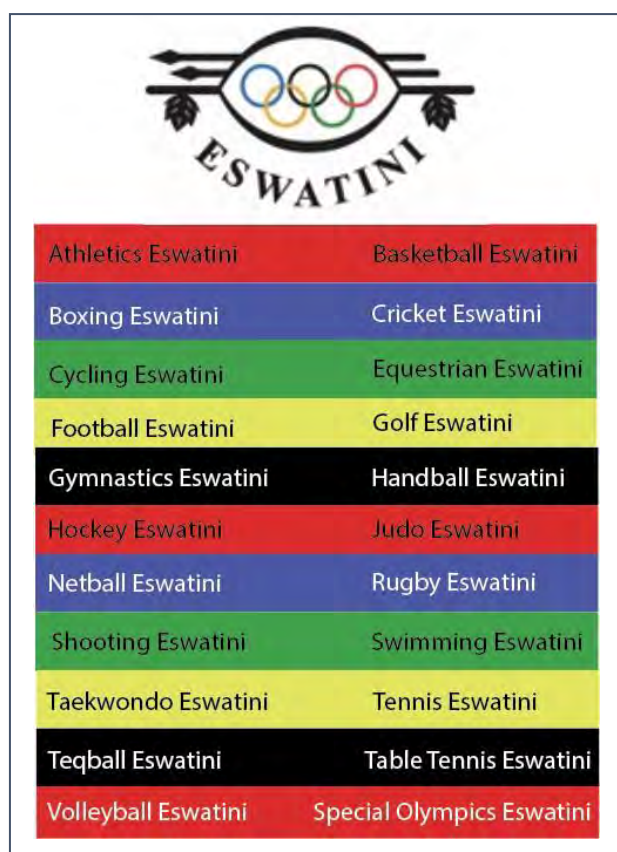 ESWATINI
Athletics Eswatini Basketball Eswatini
Boxing Eswatini Cricket Eswatini
Cycling Eswatini Equestrian Eswatini
Football Eswatini Golf Eswatini
Gymnastics Eswatini Handball Eswatini
Hockey Eswatini Judo Eswatini
Netball Eswatini Rugby Eswatini
Shooting Eswatini Swimming Eswatini
Taekwondo Eswatini Tennis Eswatini
Teqball Eswatini Table Tennis Eswatini
Volleyball Eswatini Special Olympics Eswatini